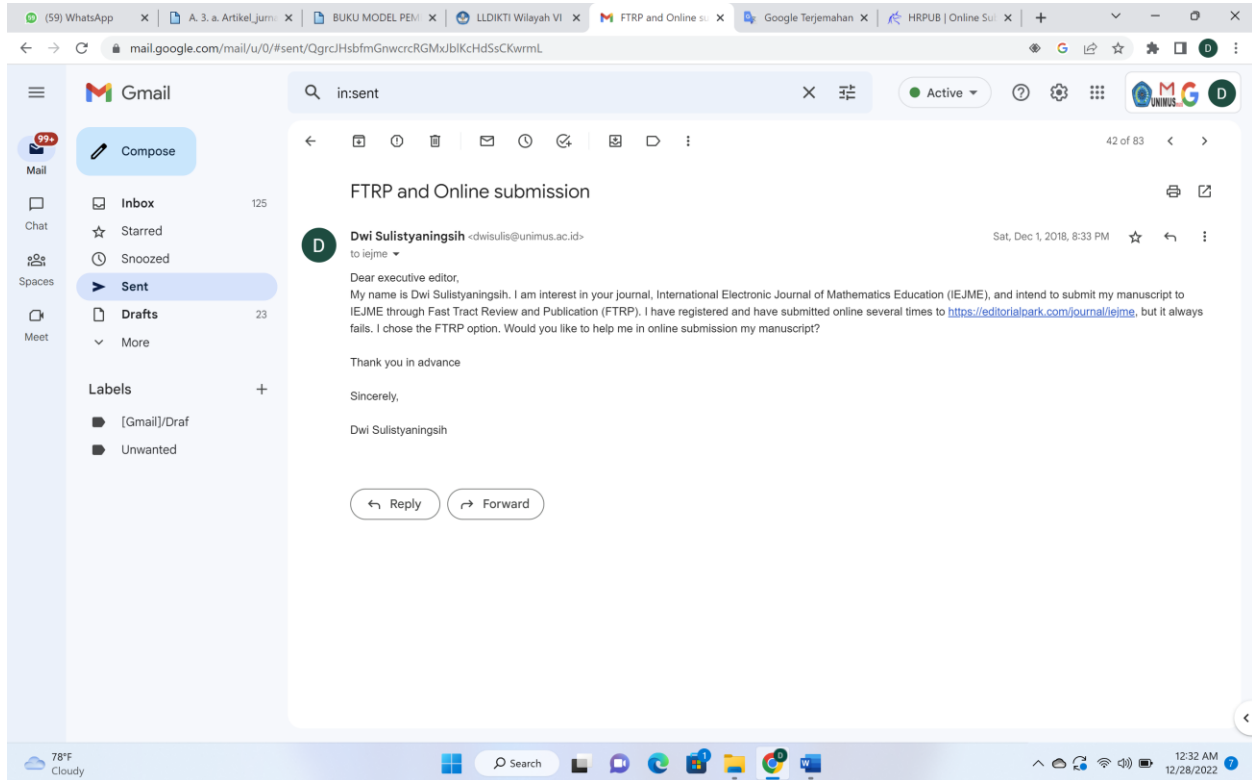 (59) WhatsApp
A. 3. a. Artikel_jurn
BUKU MODEL PEM
LLDIKTI Wilayah VI
FTRP and Online su
Google Terjemahan
HRPUB | Online Sul
mail.google.com/mail/u/0/#sent/QgrcJHsbfmGnwcrcRGMxJblKcHdSsCKwrmL
G
D
Gmail
in:sent
Active
UNIMUS
M
G
D
99+
Mail
Chat
Spaces
Meet
Compose
Inbox 125
Starred
Snoozed
Sent
Drafts 23
More
Labels
[Gmail]/Draf
Unwanted
42 of 83
FTRP and Online submission
D
Dwi Sulistyaningsih <dwisulis@unimus.ac.id>
Sat, Dec 1, 2018, 8:33 PM
to iejme
Dear executive editor,
My name is Dwi Sulistyaningsih. I am interest in your journal, International Electronic Journal of Mathematics Education (IEJME), and intend to submit my manuscript to
IEJME through Fast Tract Review and Publication (FTRP). I have registered and have submitted online several times to https://editorialpark.com/journal/iejme, but it always
fails. I chose the FTRP option. Would you like to help me in online submission my manuscript?
Thank you in advance
Sincerely,
Dwi Sulistyaningsih
Reply
Forward
78°F
Cloudy
Search
12:32 AM
12/28/2022
7